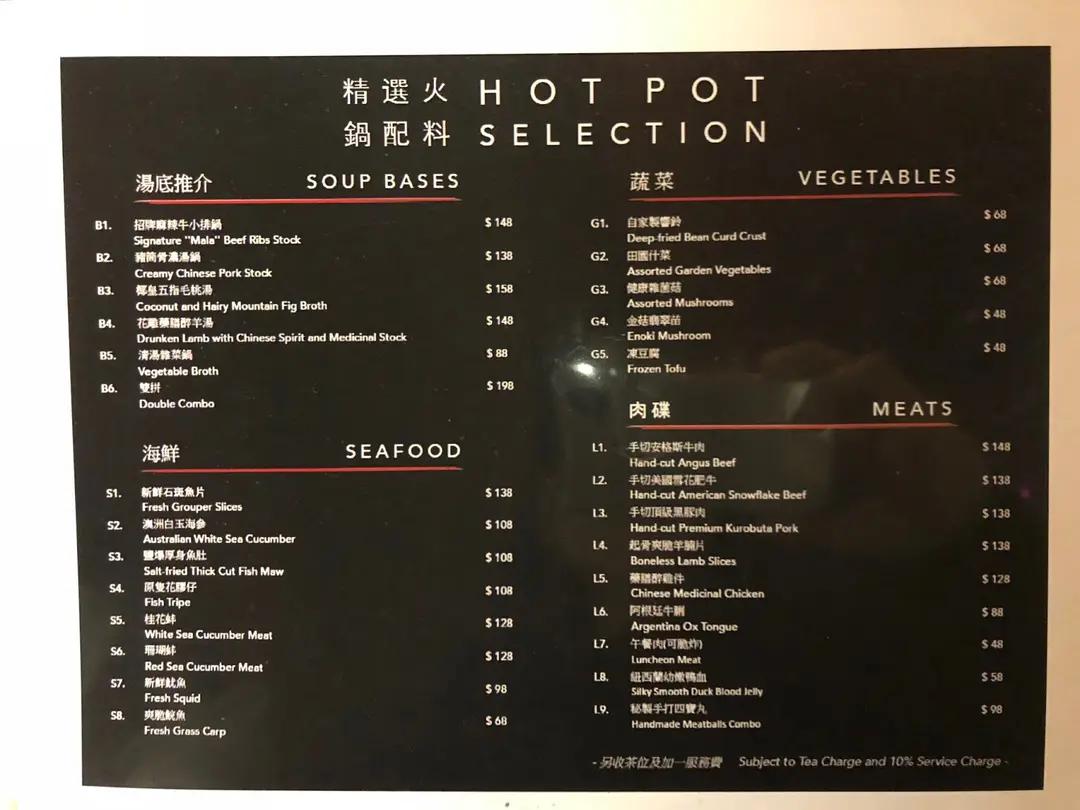 精選火 HOT POT
鍋配料 SELECTION
湯底推介 SOUP BASES
B1. 招牌麻辣牛小排鍋 $ 148
Signature "Mala" Beef Ribs Stock
B2. 豬筒骨濃湯鍋 $ 138
Creamy Chinese Pork Stock
B3. 椰皇五指毛桃湯 $ 158
Coconut and Hairy Mountain Fig Broth
B4. 花雕藥膳醉羊湯 $ 148
Drunken Lamb with Chinese Spirit and Medicinal Stock
B5. 清湯雜菜鍋 $ 88
Vegetable Broth
B6. 雙拼 $ 198
Double Combo
海鮮 SEAFOOD
S1. 新鮮石斑魚片 $ 138
Fresh Grouper Slices
S2. 澳洲白玉海參 $ 108
Australian White Sea Cucumber
S3. 鹽爆厚身魚肚 $ 108
Salt-fried Thick Cut Fish Maw
S4. 原隻花膠仔 $ 108
Fish Tripe
S5. 桂花蚌 $ 128
White Sea Cucumber Meat
S6. 珊瑚蚌 $ 128
Red Sea Cucumber Meat
S7. 新鮮魷魚 $ 98
Fresh Squid
S8. 爽脆鯇魚 $ 68
Fresh Grass Carp
蔬菜 VEGETABLES
G1. 自家製響鈴 $ 68
Deep-fried Bean Curd Crust
G2. 田園什菜 $ 68
Assorted Garden Vegetables
G3. 健康雜菌菇 $ 68
Assorted Mushrooms
G4. 金菇翡翠苗 $ 48
Enoki Mushroom
G5. 凍豆腐 $ 48
Frozen Tofu
肉碟 MEATS
L1. 手切安格斯牛肉 $ 148
Hand-cut Angus Beef
L2. 手切美國雪花肥牛 $ 138
Hand-cut American Snowflake Beef
L3. 手切頂級黑豚肉 $ 138
Hand-cut Premium Kurobuta Pork
L4. 起骨爽脆羊腩片 $ 138
Boneless Lamb Slices
L5. 藥膳醉雞件 $ 128
Chinese Medicinal Chicken
L6. 阿根廷牛脷 $ 88
Argentina Ox Tongue
L7. 午餐肉(可脆炸) $ 48
Luncheon Meat
L8. 紐西蘭幼嫩鴨血 $ 58
Silky Smooth Duck Blood Jelly
L9. 秘製手打四寶丸 $ 98
Handmade Meatballs Combo
- 另收茶位及加一服務費 Subject to Tea Charge and 10% Service Charge -